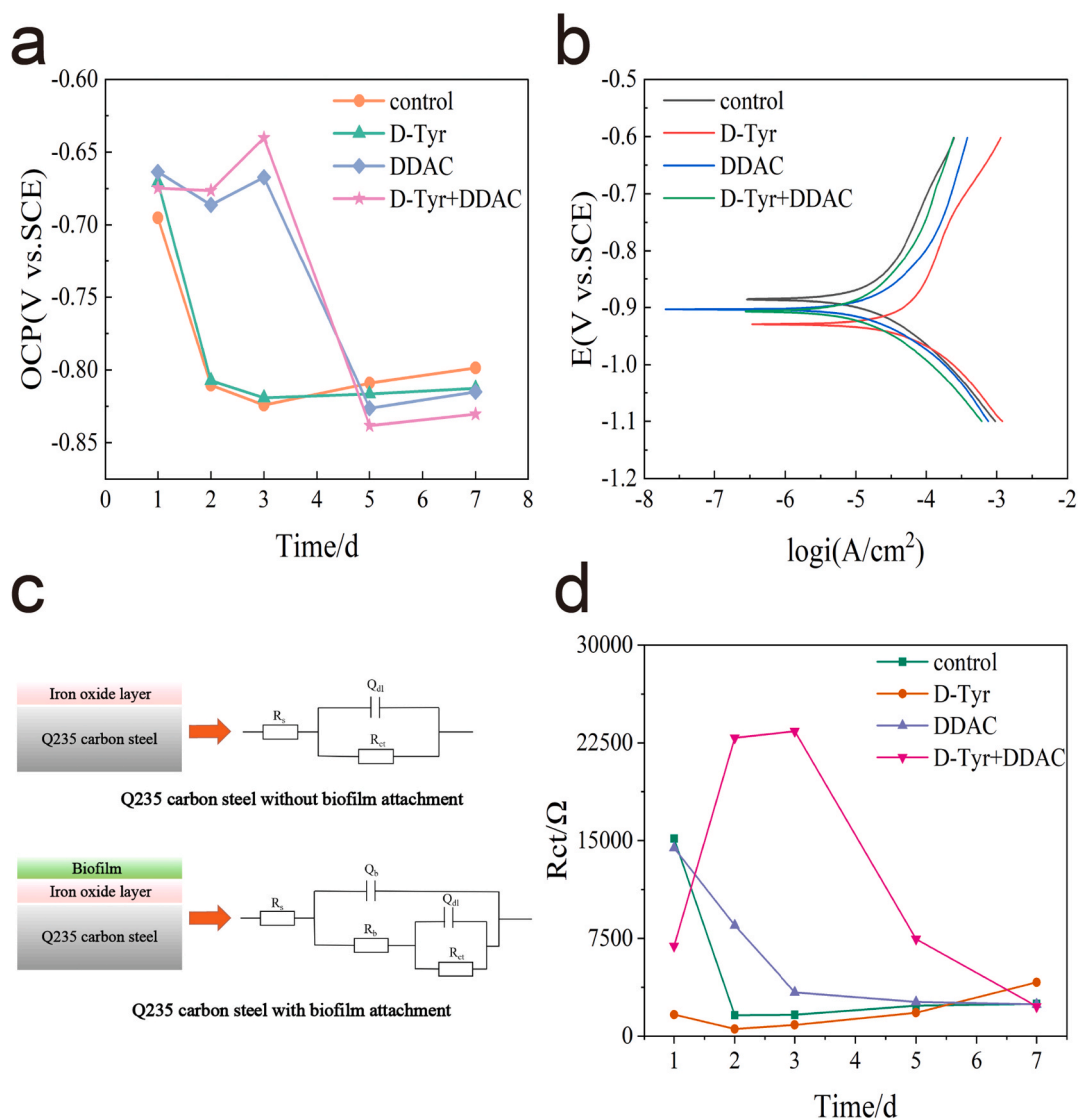 a
-0.60
-0.65
-0.70
-0.75
-0.80
-0.85
OCP(V vs.SCE)
control
D-Tyr
DDAC
D-Tyr+DDAC
0 1 2 3 4 5 6 7 8
Time/d
b
-0.5
-0.6
-0.7
-0.8
-0.9
-1.0
-1.1
-1.2
E(V vs.SCE)
control
D-Tyr
DDAC
D-Tyr+DDAC
-8 -7 -6 -5 -4 -3 -2
logi(A/cm²)
c
Iron oxide layer
Q235 carbon steel
Rs
Qdl
Rct
Q235 carbon steel without biofilm attachment
Biofilm
Iron oxide layer
Q235 carbon steel
Rs
Qb
Qdl
Rb
Rct
Q235 carbon steel with biofilm attachment
d
30000
22500
15000
7500
0
Rct/Ω
control
D-Tyr
DDAC
D-Tyr+DDAC
1 2 3 5 7
Time/d